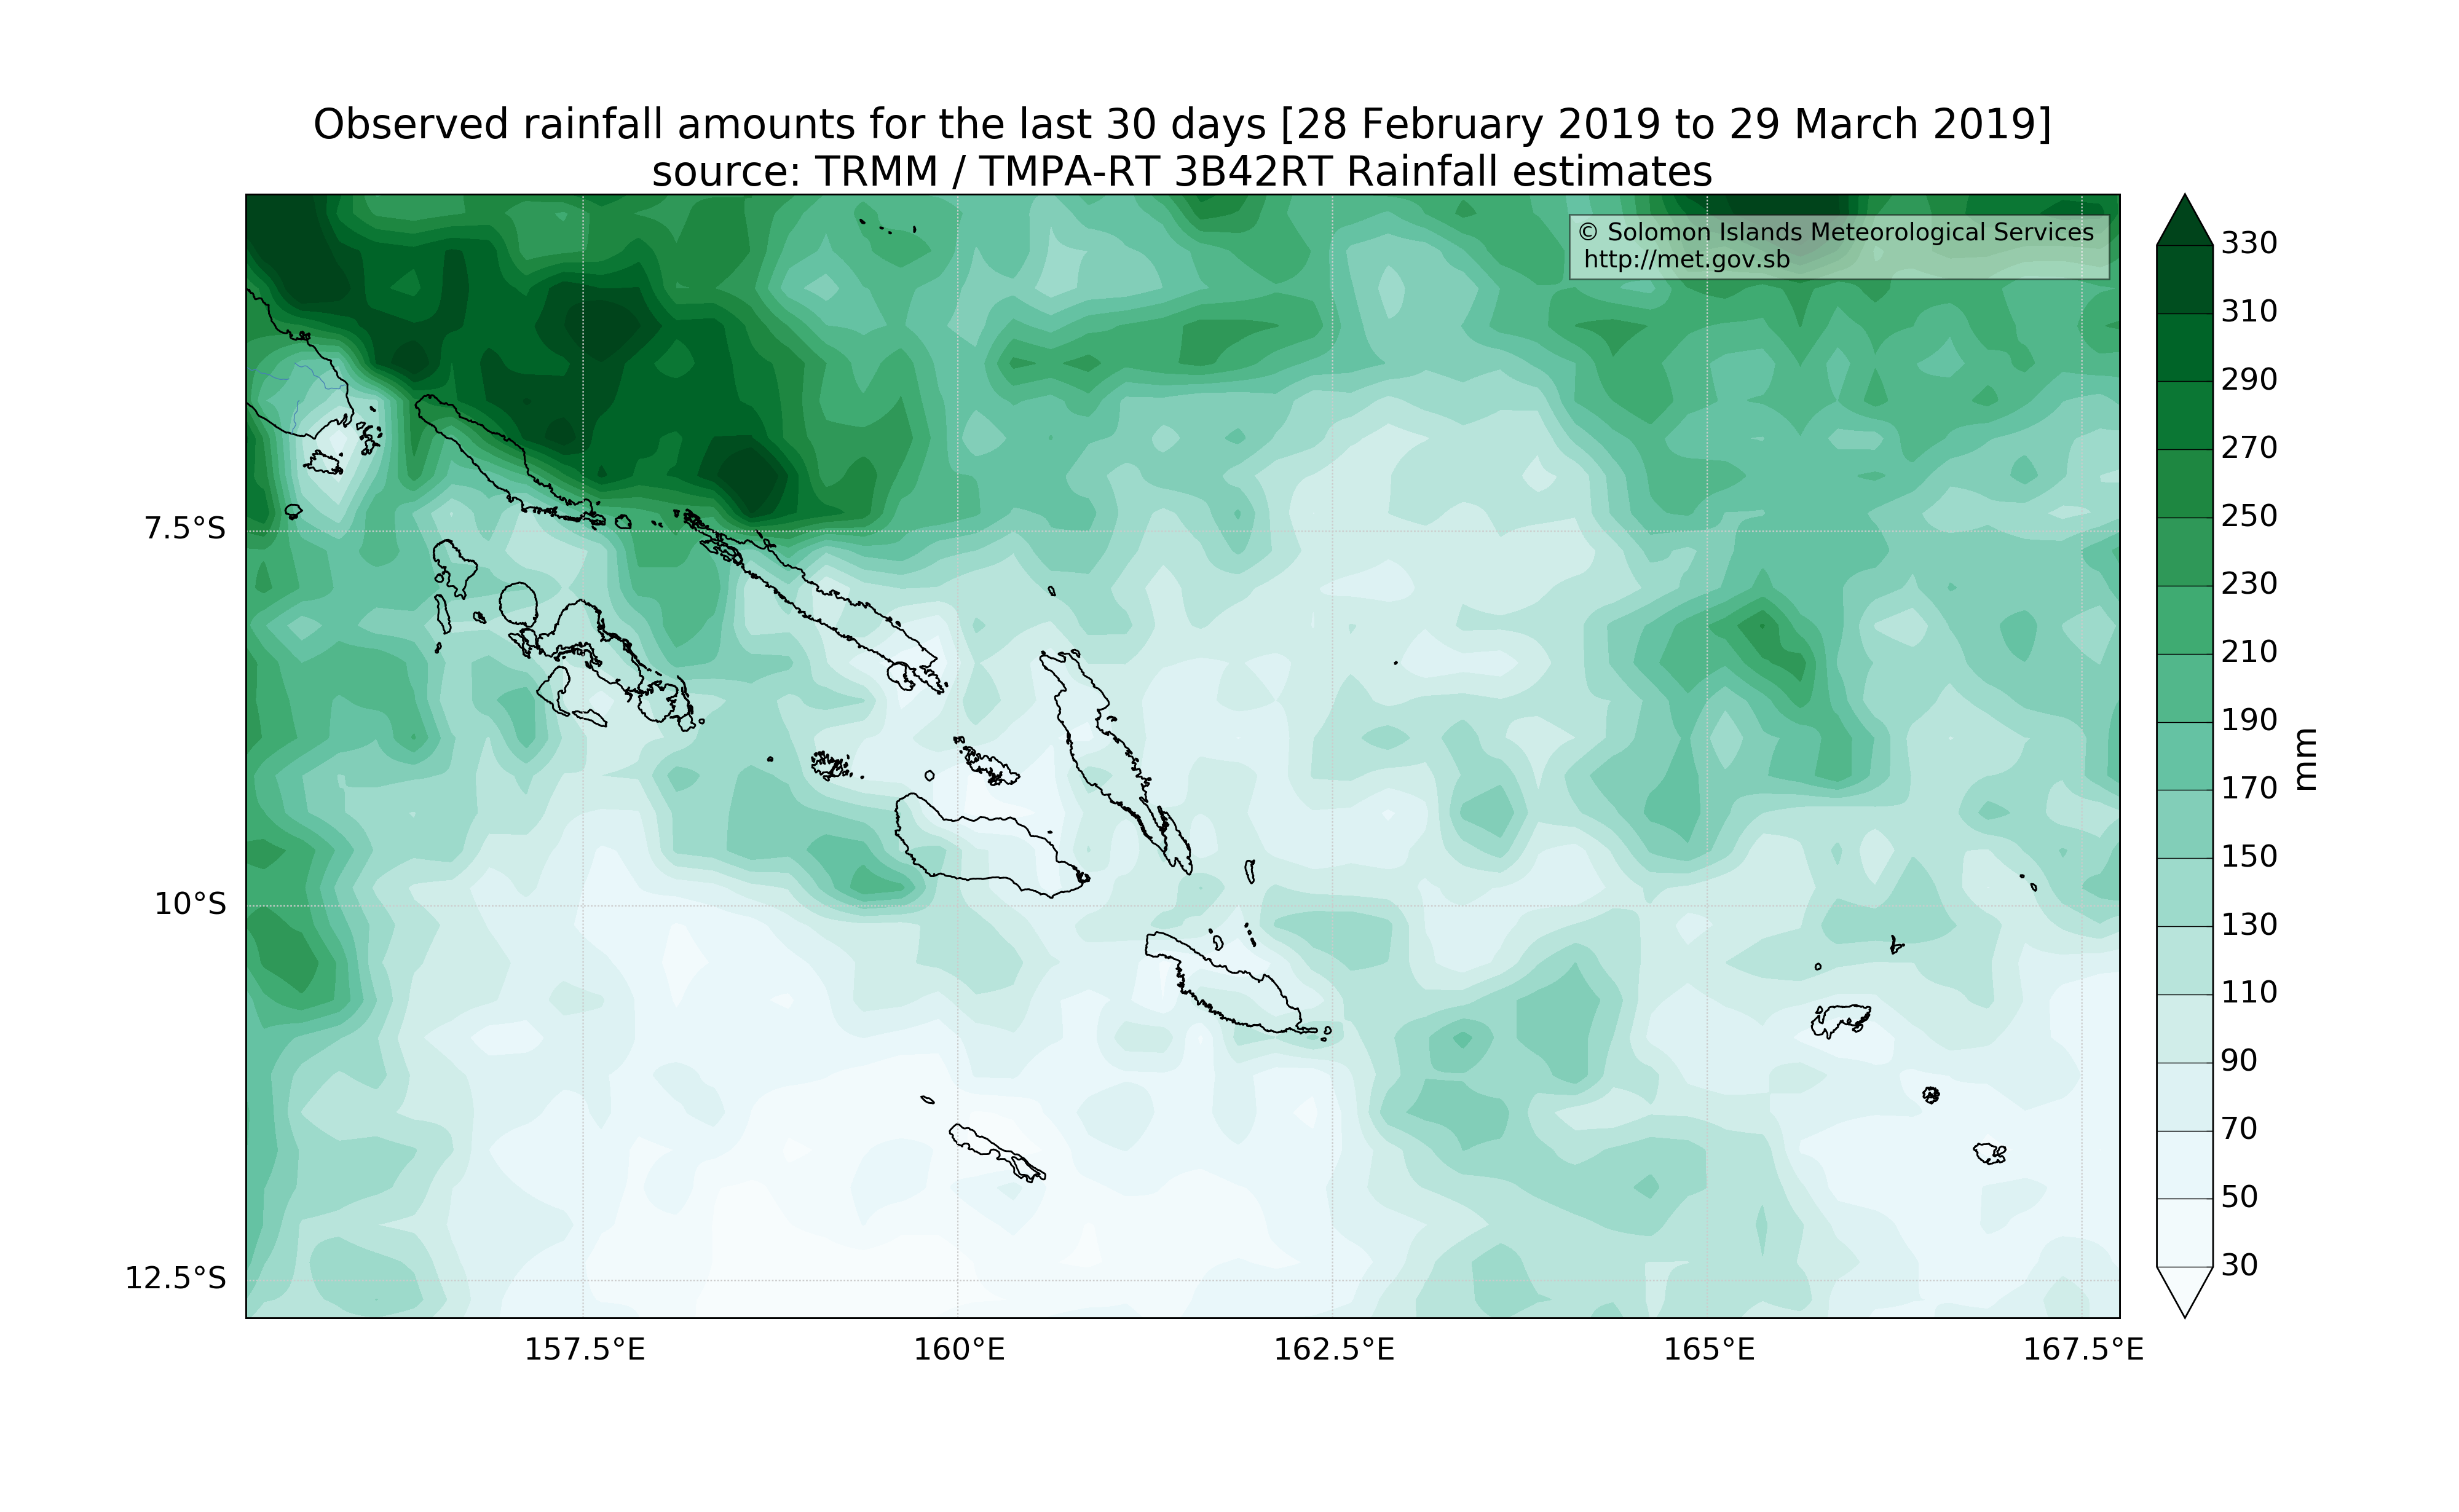 Observed rainfall amounts for the last 30 days [28 February 2019 to 29 March 2019]
source: TRMM / TMPA-RT 3B42RT Rainfall estimates
© Solomon Islands Meteorological Services
http://met.gov.sb
7.5°S
10°S
12.5°S
157.5°E
160°E
162.5°E
165°E
167.5°E
330
310
290
270
250
230
210
190
170
150
130
110
90
70
50
30
mm